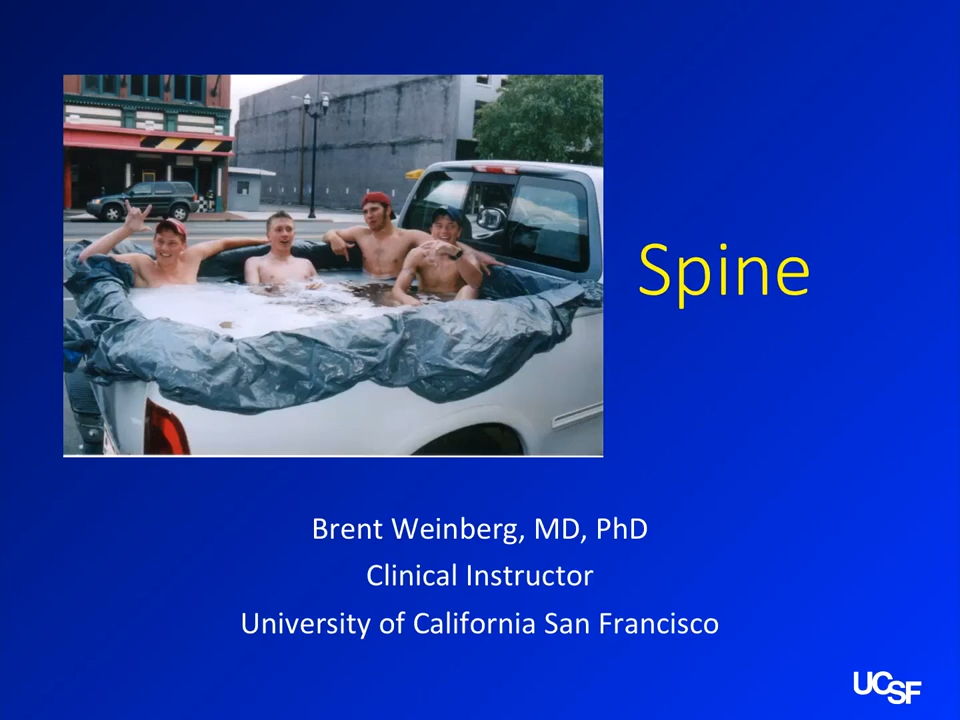 Spine
Brent Weinberg, MD, PhD
Clinical Instructor
University of California San Francisco
UCSF